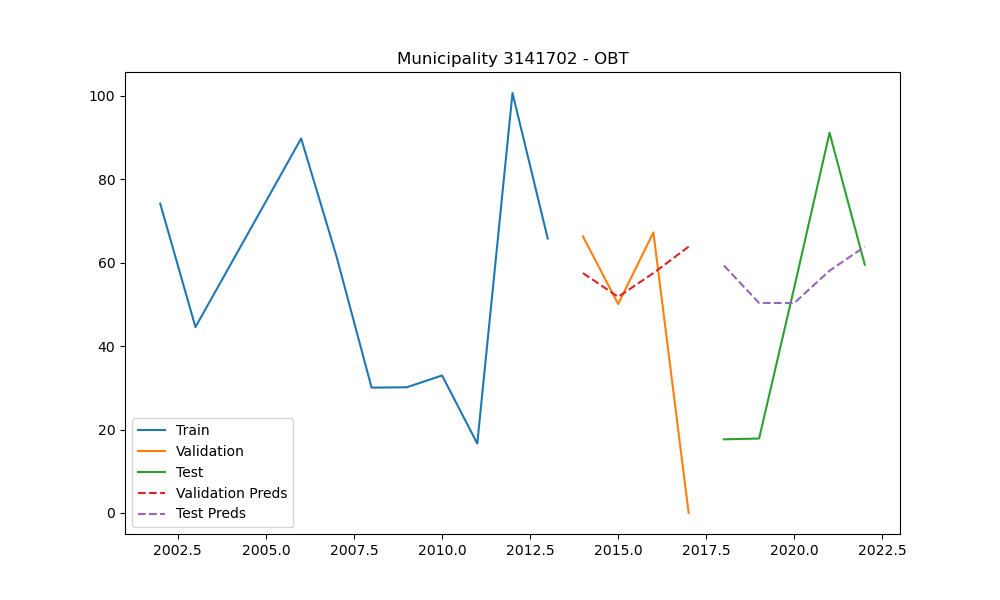 Municipality 3141702 - OBT
100
80
60
40
20
0
Train
Validation
Test
Validation Preds
Test Preds
2002.5 2005.0 2007.5 2010.0 2012.5 2015.0 2017.5 2020.0 2022.5